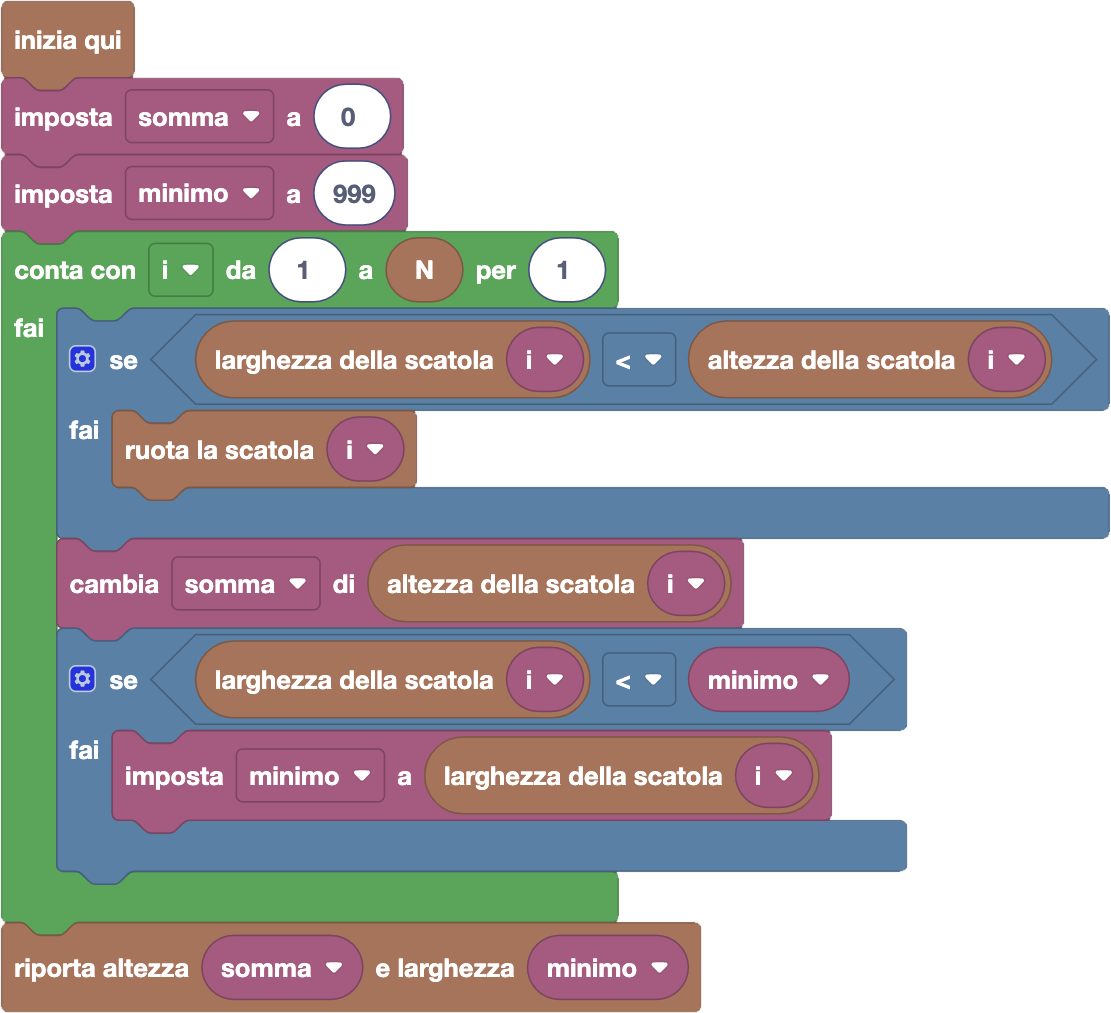 inizia qui
imposta somma a 0
imposta minimo a 999
conta con i da 1 a N per 1
fai
se larghezza della scatola i < altezza della scatola i
fai ruota la scatola i
cambia somma di altezza della scatola i
se larghezza della scatola i < minimo
fai imposta minimo a larghezza della scatola i
riporta altezza somma e larghezza minimo